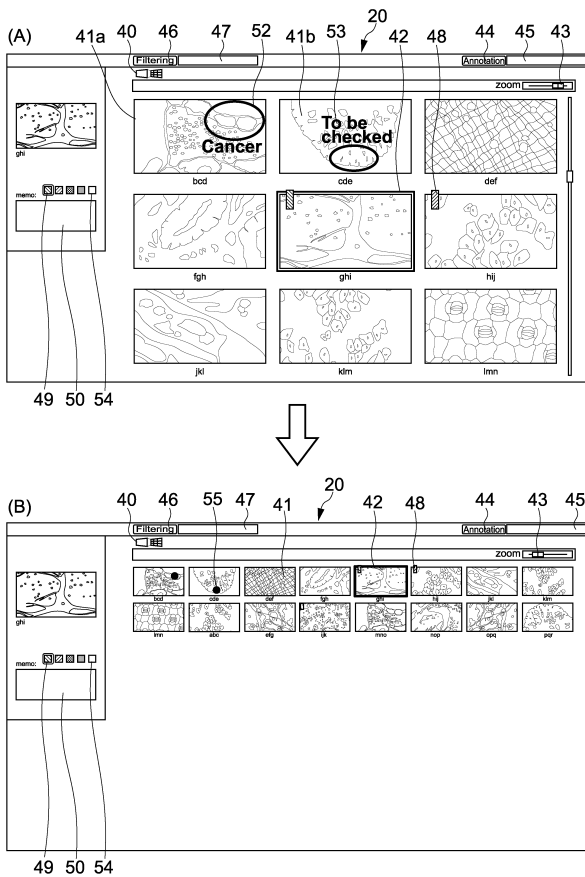 20
(A)
40
46
47
52
41a
41b
53
42
48
44
43
45
Filtering
Annotation
zoom
Cancer
To be
checked
ghi
bcd
cde
def
memo:
fgh
ghi
hij
jkl
klm
lmn
49
50
54
(B)
40
46
55
47
41
20
42
48
44
43
45
Filtering
Annotation
zoom
ghi
bcd
cde
def
fgh
ghi
hij
jkl
klm
lmn
abc
efg
ijk
mno
nop
opq
pqr
memo:
49
50
54